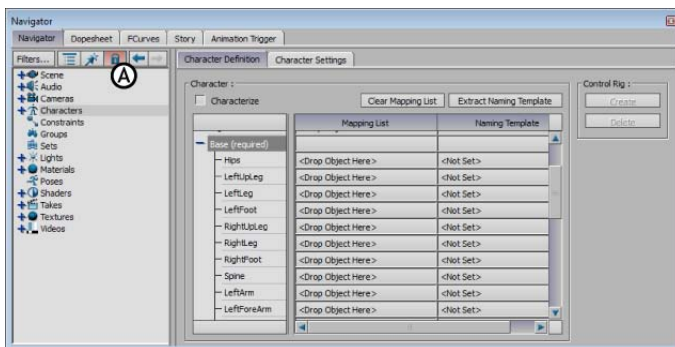 Navigator
Navigator Dopesheet FCurves Story Animation Trigger
Filters...
A
Scene
Audio
Cameras
Characters
Constraints
Groups
Sets
Lights
Materials
Poses
Shaders
Takes
Textures
Videos
Character Definition Character Settings
Character :
Characterize Clear Mapping List Extract Naming Template
Mapping List Naming Template
Base (required)
Hips <Drop Object Here> <Not Set>
LeftUpLeg <Drop Object Here> <Not Set>
LeftLeg <Drop Object Here> <Not Set>
LeftFoot <Drop Object Here> <Not Set>
RightUpLeg <Drop Object Here> <Not Set>
RightLeg <Drop Object Here> <Not Set>
RightFoot <Drop Object Here> <Not Set>
Spine <Drop Object Here> <Not Set>
LeftArm <Drop Object Here> <Not Set>
LeftForeArm <Drop Object Here> <Not Set>
Control Rig :
Create
Delete